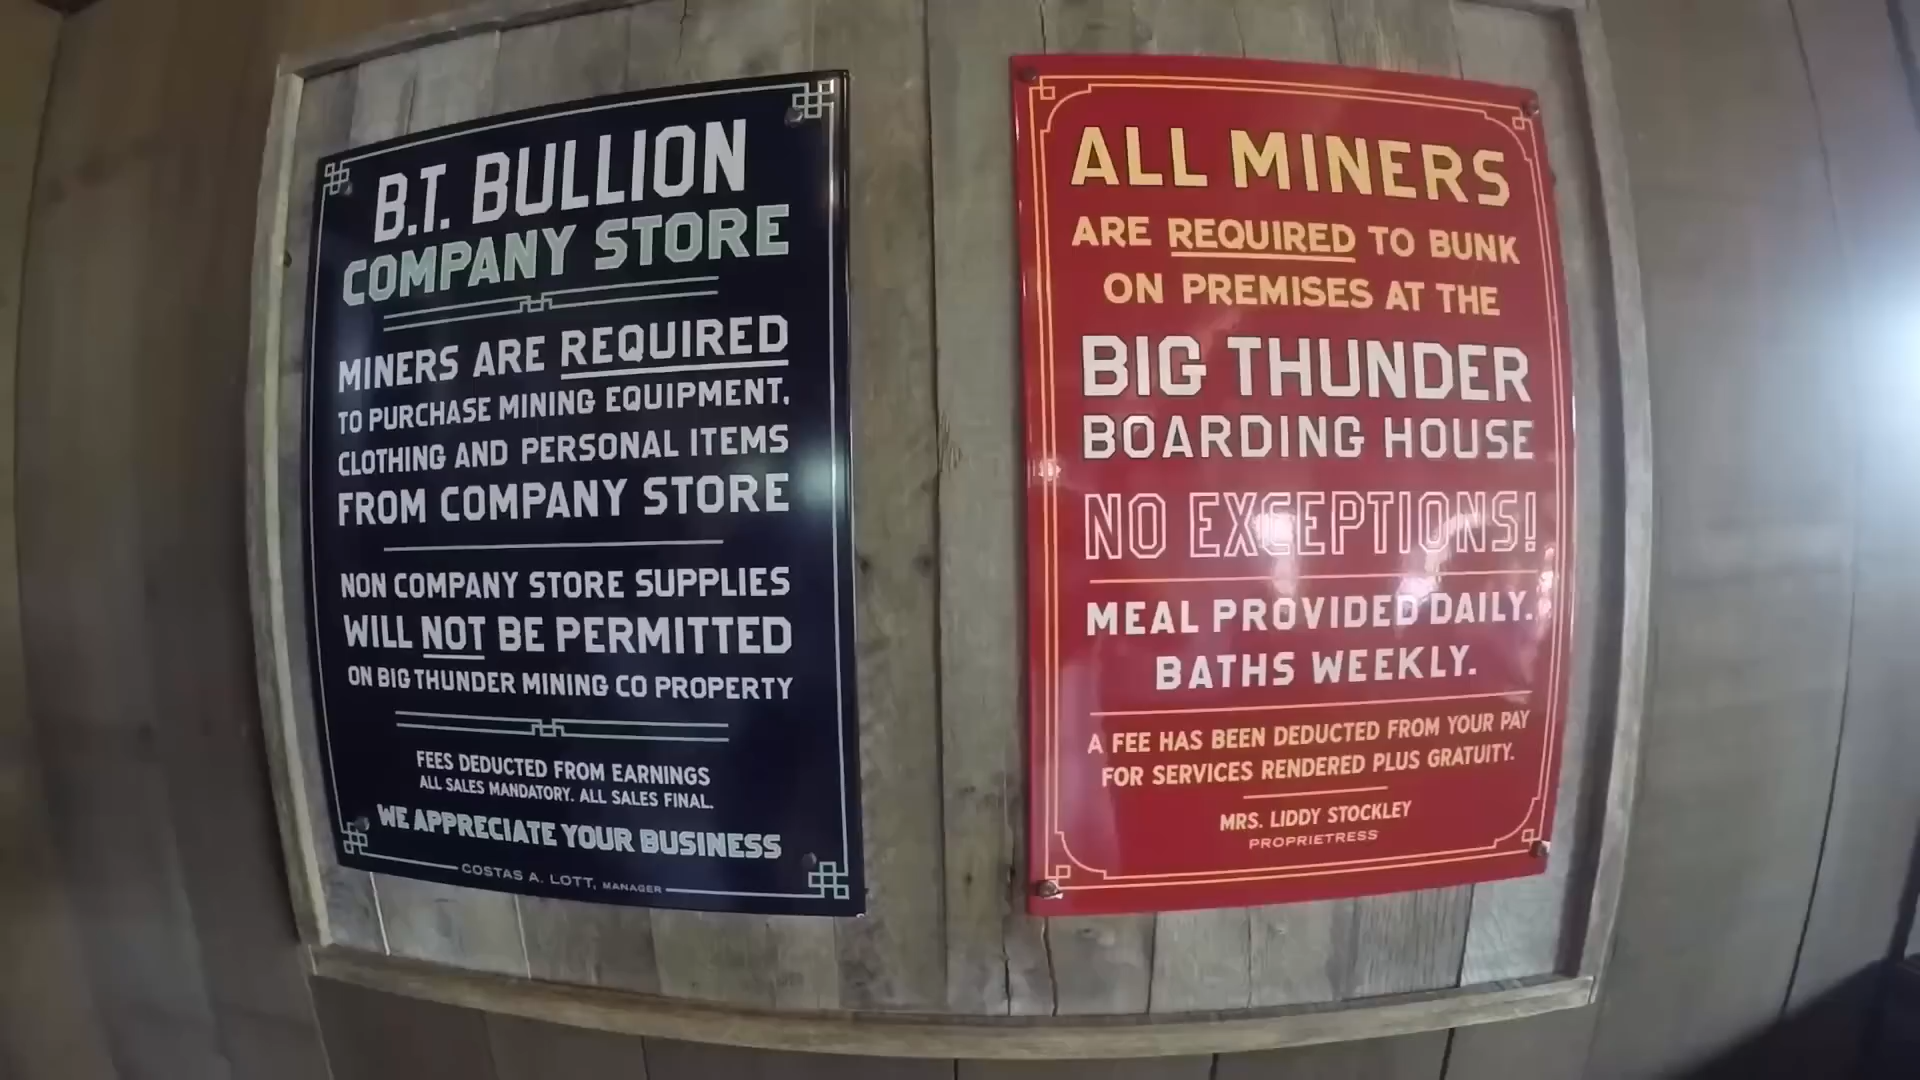 B.T. BULLION
COMPANY STORE
MINERS ARE REQUIRED
TO PURCHASE MINING EQUIPMENT,
CLOTHING AND PERSONAL ITEMS
FROM COMPANY STORE
NON COMPANY STORE SUPPLIES
WILL NOT BE PERMITTED
ON BIG THUNDER MINING CO PROPERTY
FEES DEDUCTED FROM EARNINGS
ALL SALES MANDATORY. ALL SALES FINAL.
WE APPRECIATE YOUR BUSINESS
COSTAS A. LOTT, MANAGER
ALL MINERS
ARE REQUIRED TO BUNK
ON PREMISES AT THE
BIG THUNDER
BOARDING HOUSE
NO EXCEPTIONS!
MEAL PROVIDED DAILY.
BATHS WEEKLY.
A FEE HAS BEEN DEDUCTED FROM YOUR PAY
FOR SERVICES RENDERED PLUS GRATUITY.
MRS. LIDDY STOCKLEY
PROPRIETRESS